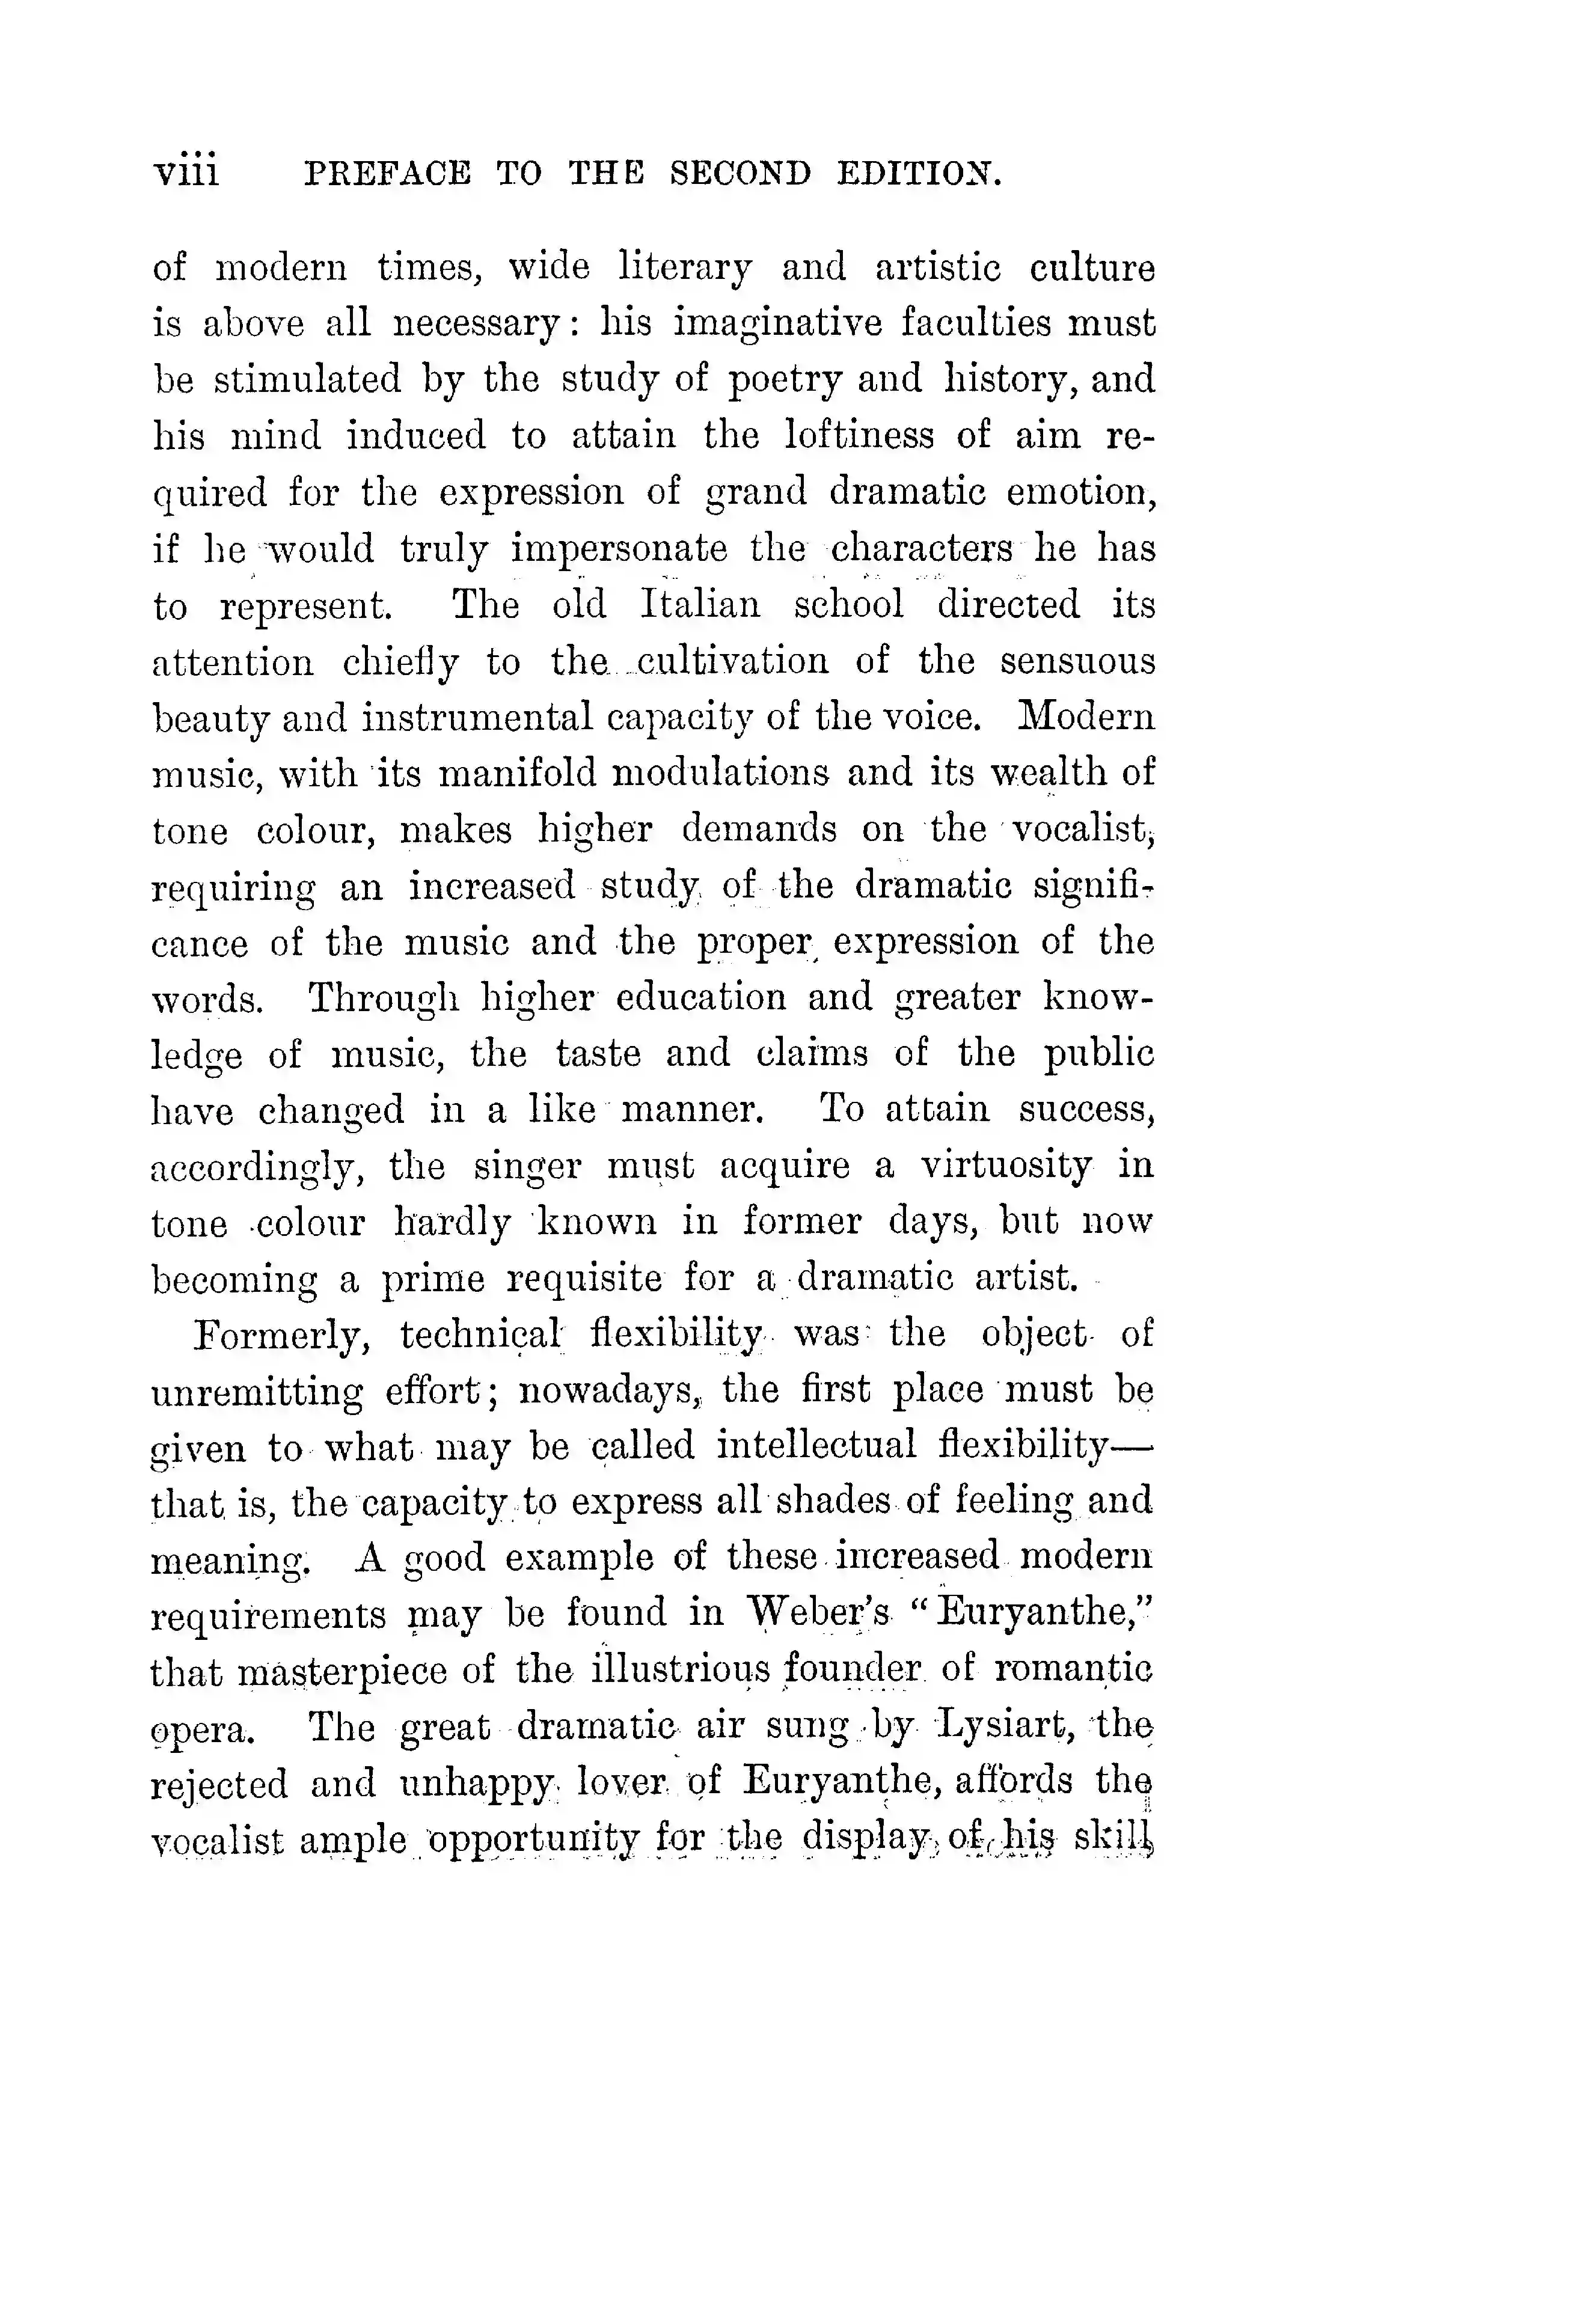 viii PREFACE TO THE SECOND EDITION.
of modern times, wide literary and artistic culture
is above all necessary: his imaginative faculties must
be stimulated by the study of poetry and history, and
his mind induced to attain the loftiness of aim re-
quired for the expression of grand dramatic emotion,
if he would truly impersonate the characters he has
to represent. The old Italian school directed its
attention chiefly to the cultivation of the sensuous
beauty and instrumental capacity of the voice. Modern
music, with its manifold modulations and its wealth of
tone colour, makes higher demands on the vocalist,
requiring an increased study of the dramatic signifi-
cance of the music and the proper expression of the
words. Through higher education and greater know-
ledge of music, the taste and claims of the public
have changed in a like manner. To attain success,
accordingly, the singer must acquire a virtuosity in
tone colour hardly known in former days, but now
becoming a prime requisite for a dramatic artist.
Formerly, technical flexibility was the object of
unremitting effort; nowadays, the first place must be
given to what may be called intellectual flexibility—
that is, the capacity to express all shades of feeling and
meaning. A good example of these increased modern
requirements may be found in Weber's "Euryanthe,"
that masterpiece of the illustrious founder of romantic
opera. The great dramatic air sung by Lysiart, the
rejected and unhappy lover of Euryanthe, affords the
vocalist ample opportunity for the display of his skill,